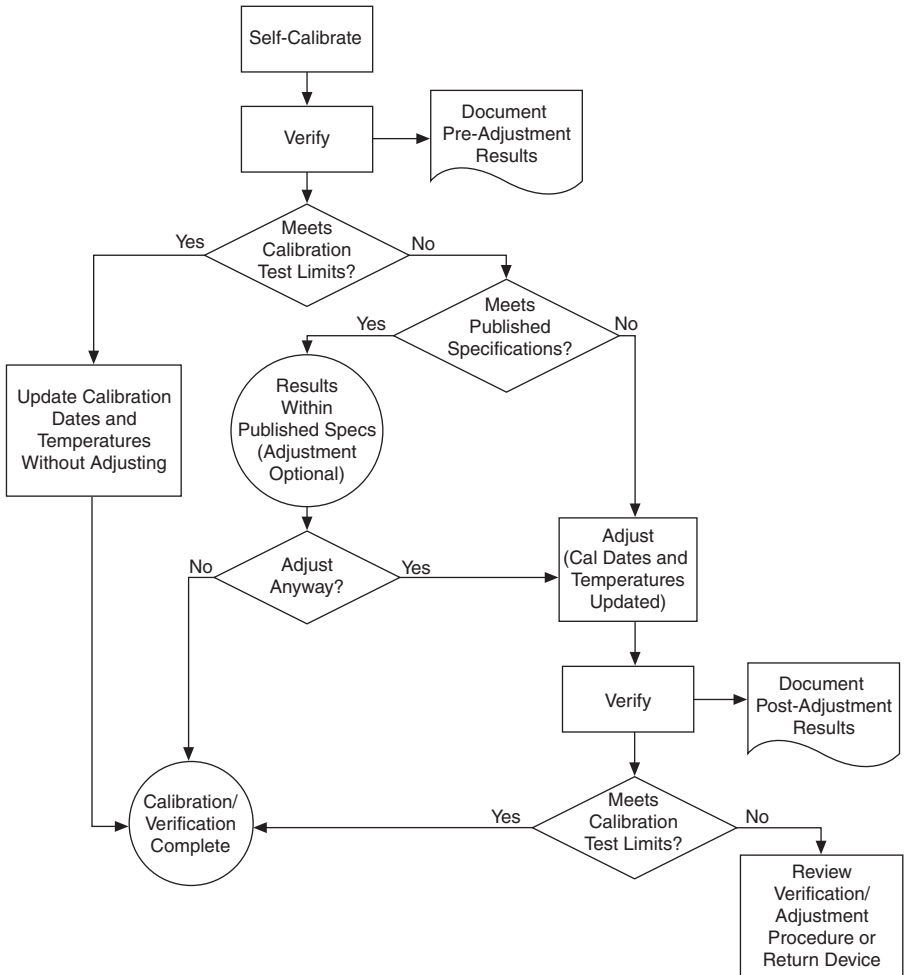 Self-Calibrate
Verify
Document
Pre-Adjustment
Results
Meets
Calibration
Test Limits?
Yes
No
Meets
Published
Specifications?
Yes
No
Update Calibration
Dates and
Temperatures
Without Adjusting
Results
Within
Published Specs
(Adjustment
Optional)
Adjust
Anyway?
No
Yes
Adjust
(Cal Dates and
Temperatures
Updated)
Verify
Document
Post-Adjustment
Results
Calibration/
Verification
Complete
Meets
Calibration
Test Limits?
Yes
No
Review
Verification/
Adjustment
Procedure or
Return Device